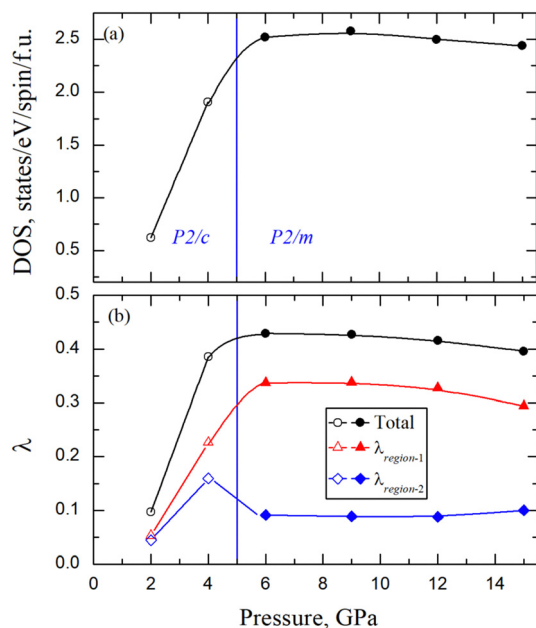 (a)
2.5
2.0
1.5
1.0
0.5
DOS, states/eV/spin/f.u.
P2/c P2/m
(b)
0.5
0.4
0.3
0.2
0.1
0.0
λ
Total
λregion-1
λregion-2
0 2 4 6 8 10 12 14
Pressure, GPa